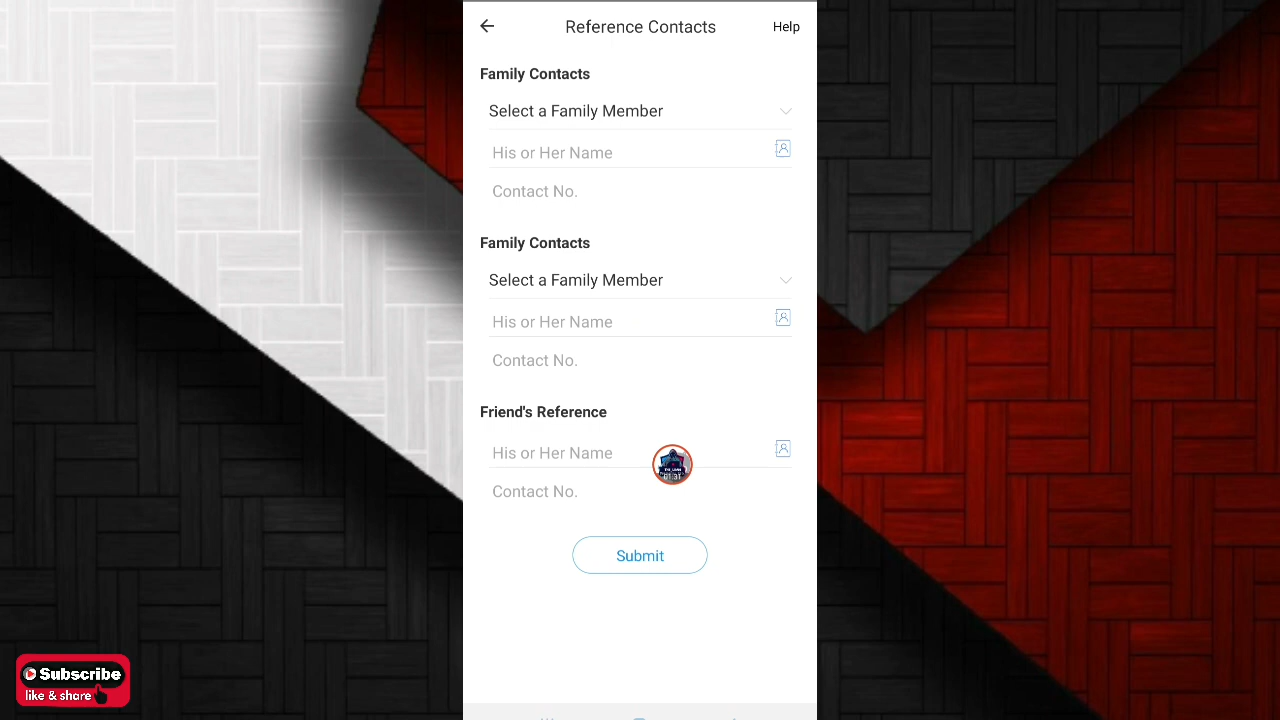 Reference Contacts
Help
Family Contacts
Select a Family Member
His or Her Name
Contact No.
Family Contacts
Select a Family Member
His or Her Name
Contact No.
Friend's Reference
His or Her Name
Contact No.
Submit
Subscribe
like & share